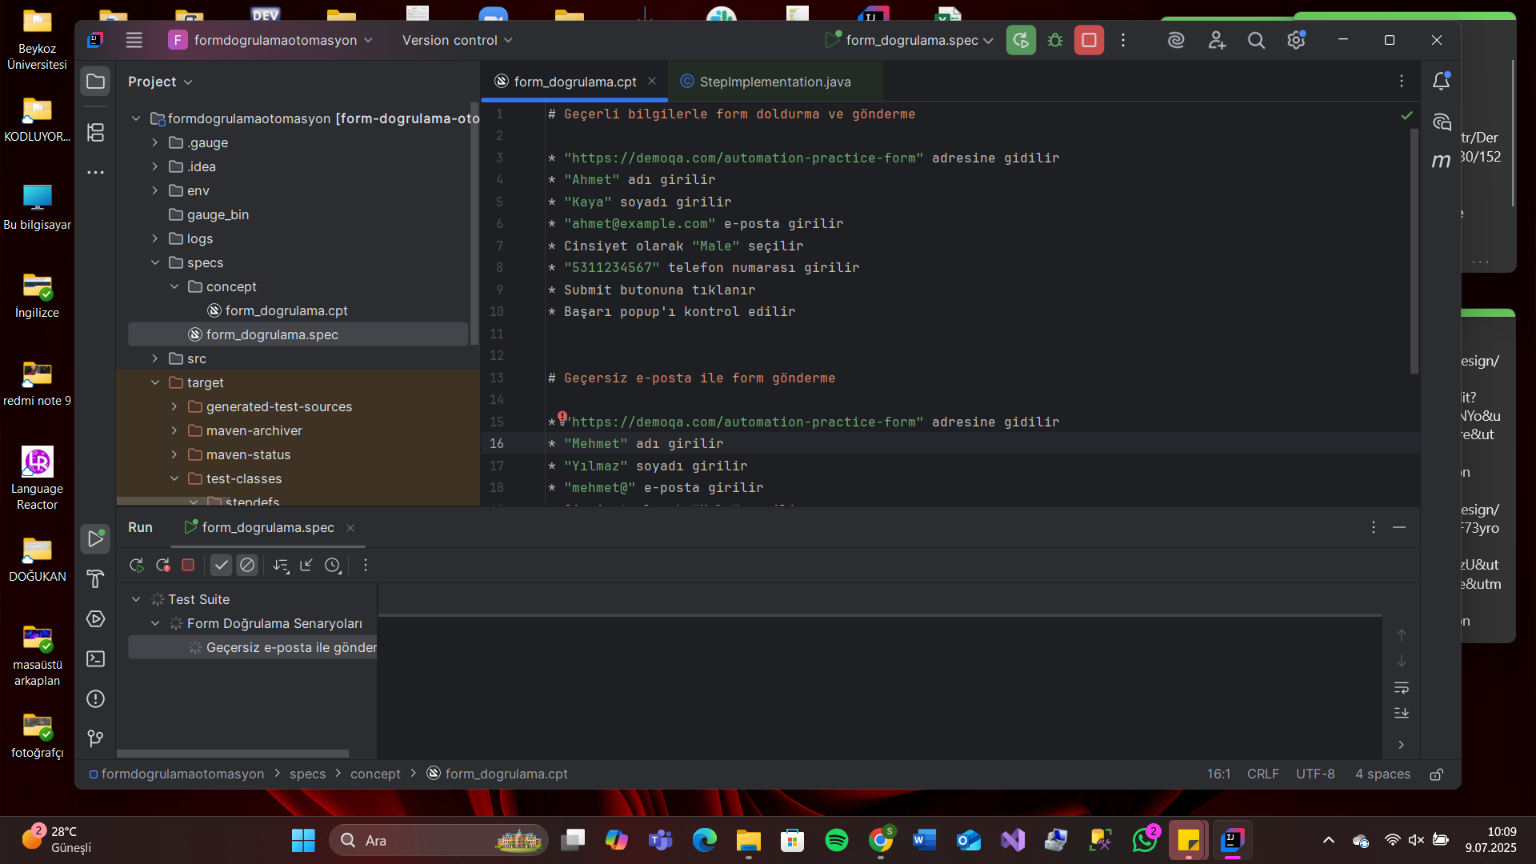 Beykoz
Üniversitesi
KODLUYOR...
Bu bilgisayar
İngilizce
redmi note 9
Language
Reactor
DOĞUKAN
masaüstü
arkaplan
fotoğrafçı
DEV
F formdogrulamaotomasyon
Version control
form_dogrulama.spec
Project
form_dogrulama.cpt
StepImplementation.java
formdogrulamaotomasyon [form-dogrulama-oto
.gauge
.idea
env
gauge_bin
logs
specs
concept
form_dogrulama.cpt
form_dogrulama.spec
src
target
generated-test-sources
maven-archiver
maven-status
test-classes
stepdefs
1 # Geçerli bilgilerle form doldurma ve gönderme
2
3 * "https://demoqa.com/automation-practice-form" adresine gidilir
4 * "Ahmet" adı girilir
5 * "Kaya" soyadı girilir
6 * "ahmet@example.com" e-posta girilir
7 * Cinsiyet olarak "Male" seçilir
8 * "5311234567" telefon numarası girilir
9 * Submit butonuna tıklanır
10 * Başarı popup'ı kontrol edilir
11
12
13 # Geçersiz e-posta ile form gönderme
14
15 * "https://demoqa.com/automation-practice-form" adresine gidilir
16 * "Mehmet" adı girilir
17 * "Yılmaz" soyadı girilir
18 * "mehmet@" e-posta girilir
m
tr/Der
30/152
e
...
esign/
dit?
NYo&u
re&ut
on
esign/
F73yro
zU&ut
e&utm
on
Run
form_dogrulama.spec
Test Suite
Form Doğrulama Senaryoları
Geçersiz e-posta ile gönder
formdogrulamaotomasyon > specs > concept > form_dogrulama.cpt
16:1 CRLF UTF-8 4 spaces
2
28°C
Güneşli
Ara
S
2
10:09
9.07.2025